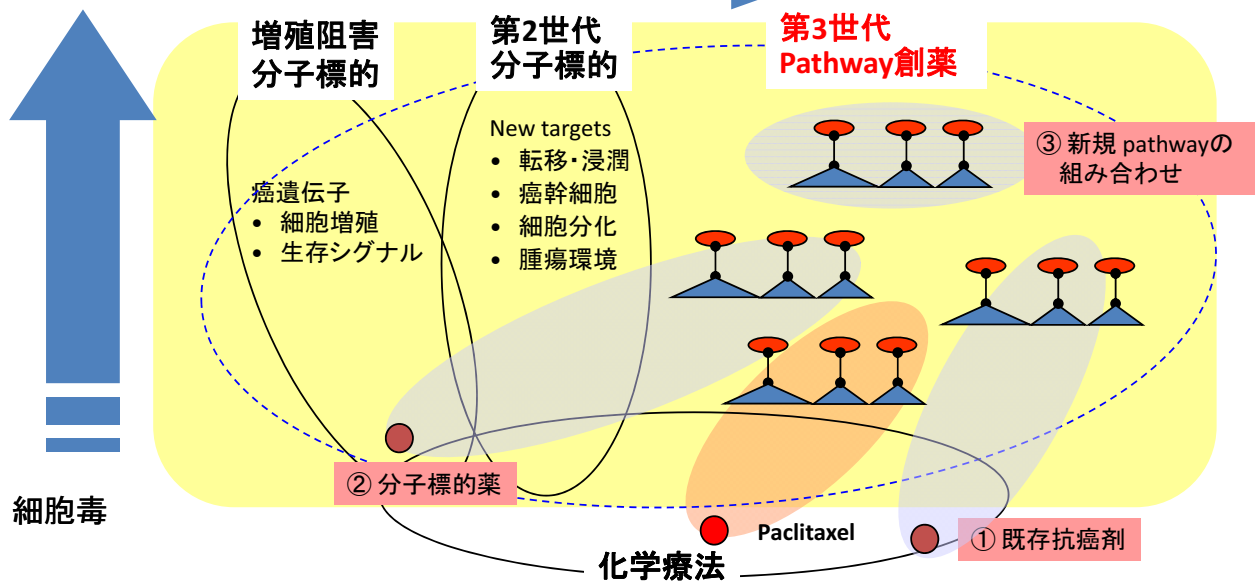 増殖阻害
分子標的
第2世代
分子標的
第3世代
Pathway創薬
New targets
• 転移・浸潤
• 癌幹細胞
• 細胞分化
• 腫瘍環境
癌遺伝子
• 細胞増殖
• 生存シグナル
③ 新規 pathwayの
組み合わせ
② 分子標的薬
細胞毒
Paclitaxel
① 既存抗癌剤
化学療法